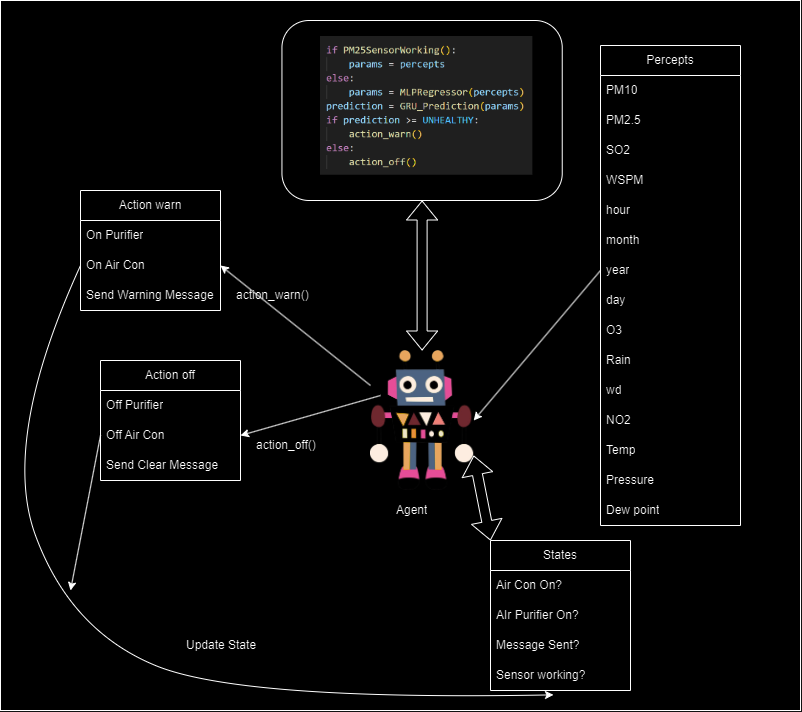 if PM25SensorWorking():
params = percepts
else:
params = MLPRegressor(percepts)
prediction = GRU_Prediction(params)
if prediction >= UNHEALTHY:
action_warn()
else:
action_off()
Percepts
PM10
PM2.5
SO2
WSPM
hour
month
year
day
O3
Rain
wd
NO2
Temp
Pressure
Dew point
Action warn
On Purifier
On Air Con
Send Warning Message
action_warn()
Action off
Off Purifier
Off Air Con
Send Clear Message
action_off()
Agent
States
Air Con On?
AIr Purifier On?
Message Sent?
Sensor working?
Update State